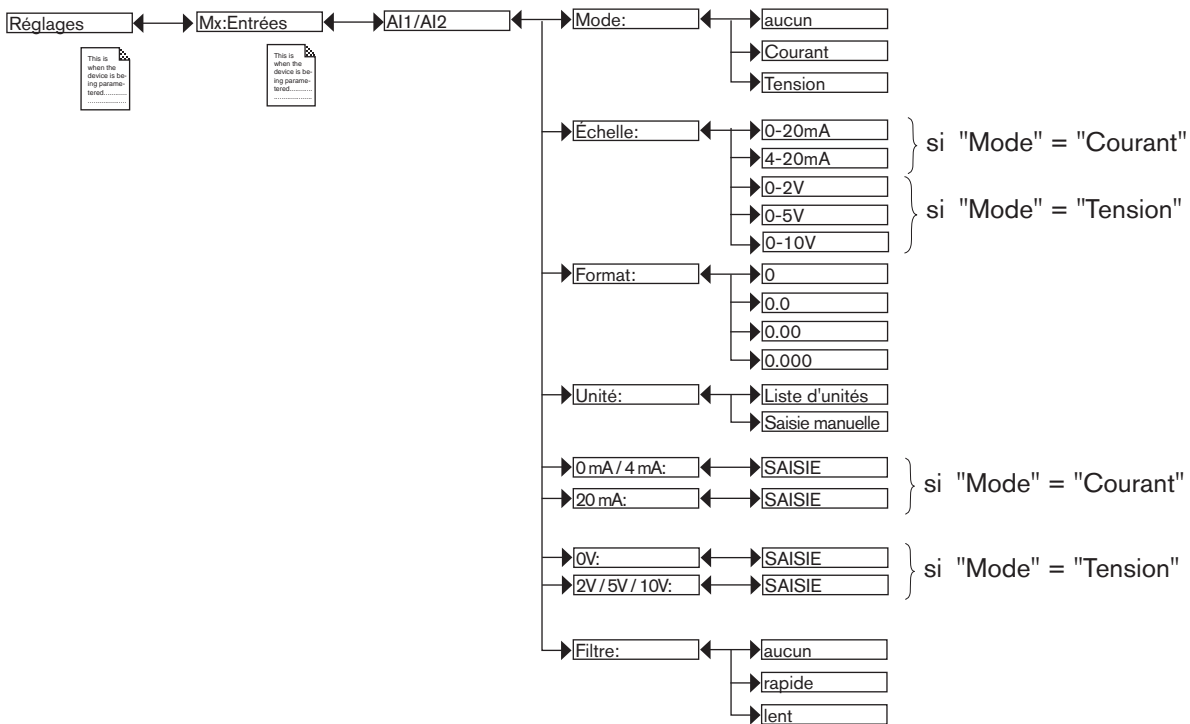 Réglages
Mx:Entrées
AI1/AI2
This is
when the
device is be-
ing parame-
tered............
.....................
This is
when the
device is be-
ing parame-
tered............
.....................
Mode:
aucun
Courant
Tension
Échelle:
0-20mA
4-20mA
si "Mode" = "Courant"
0-2V
0-5V
0-10V
si "Mode" = "Tension"
Format:
0
0.0
0.00
0.000
Unité:
Liste d'unités
Saisie manuelle
0 mA / 4 mA:
SAISIE
20 mA:
SAISIE
si "Mode" = "Courant"
0V:
SAISIE
2V / 5V / 10V:
SAISIE
si "Mode" = "Tension"
Filtre:
aucun
rapide
lent